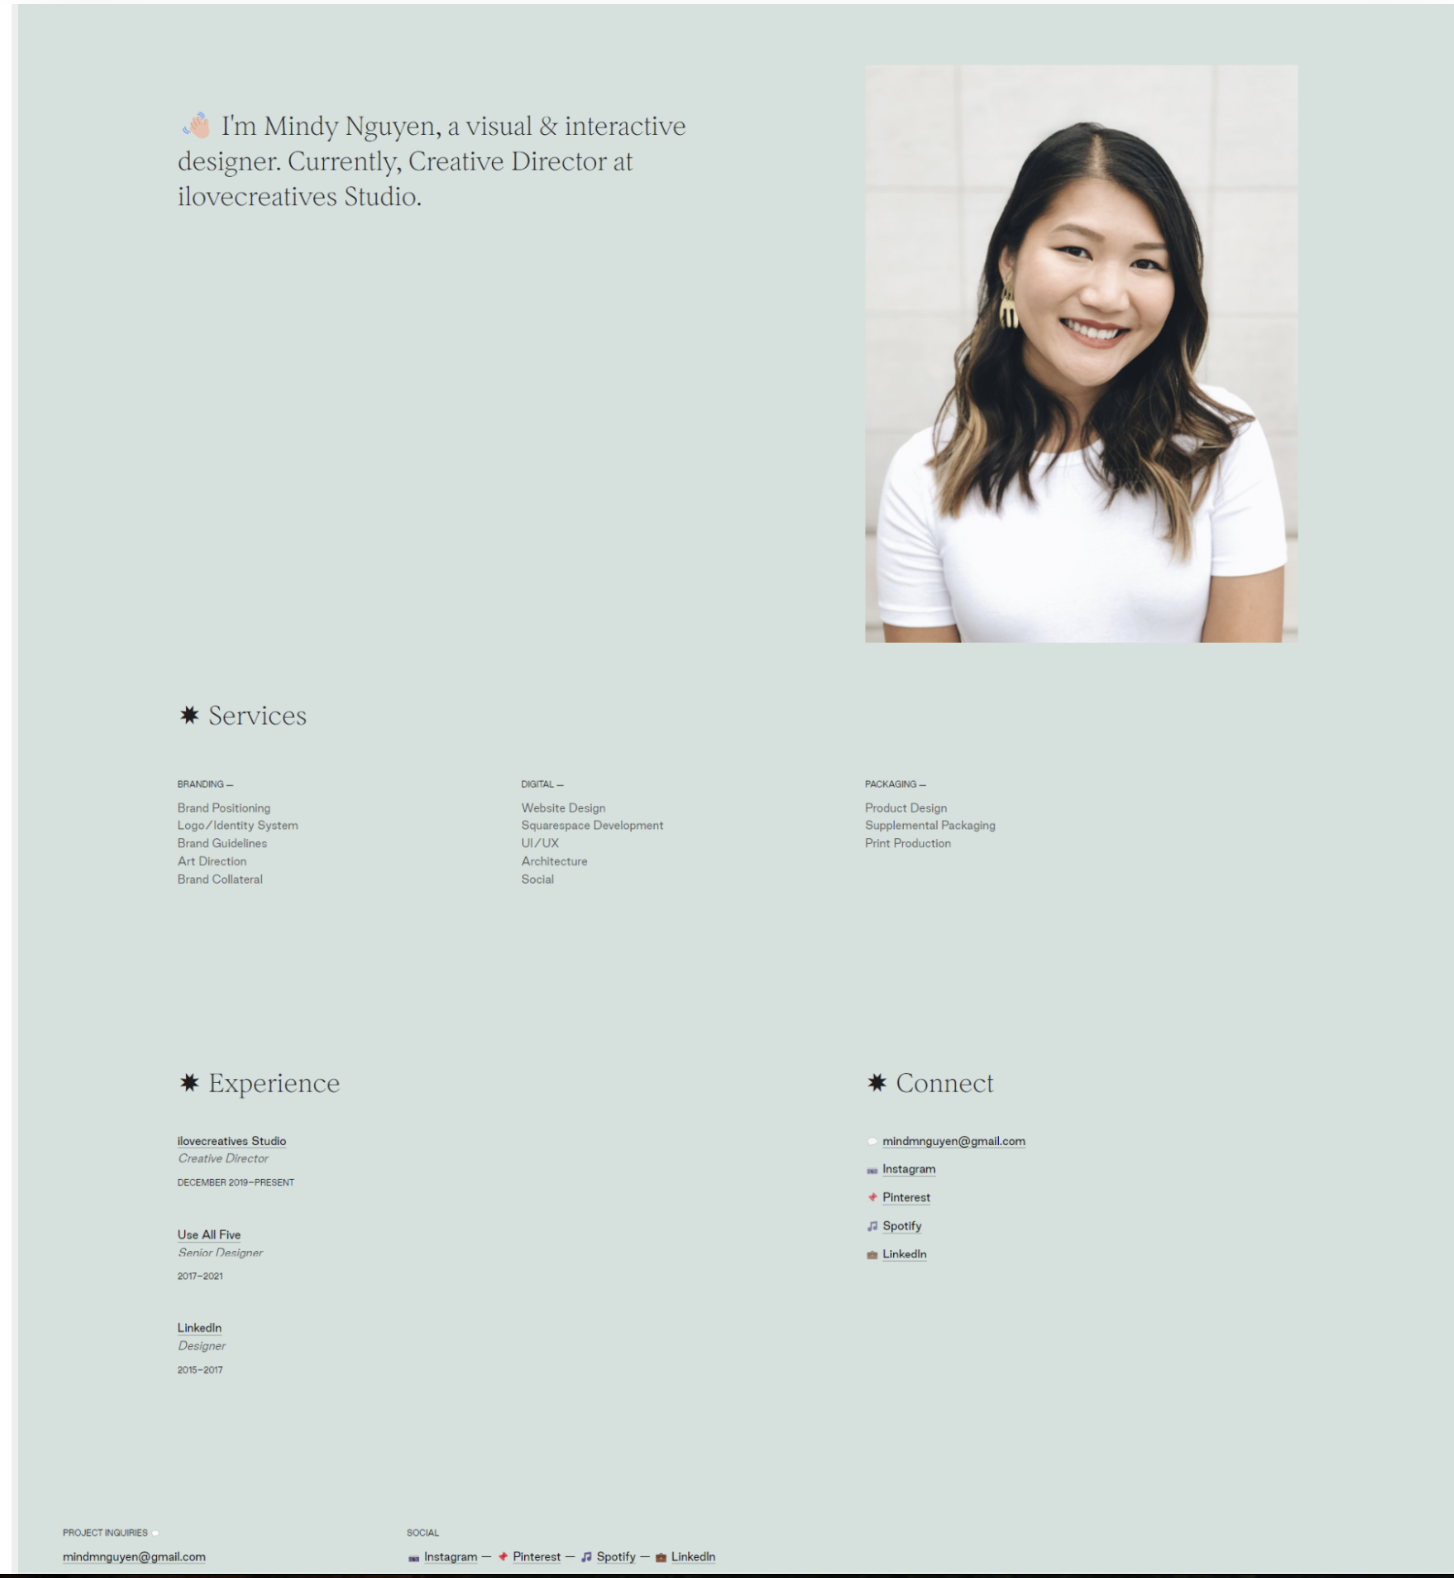 👋🏼 I'm Mindy Nguyen, a visual & interactive
designer. Currently, Creative Director at
ilovecreatives Studio.
✷ Services
BRANDING —
Brand Positioning
Logo/Identity System
Brand Guidelines
Art Direction
Brand Collateral
DIGITAL —
Website Design
Squarespace Development
UI/UX
Architecture
Social
PACKAGING —
Product Design
Supplemental Packaging
Print Production
✷ Experience
ilovecreatives Studio
Creative Director
DECEMBER 2019–PRESENT
Use All Five
Senior Designer
2017–2021
LinkedIn
Designer
2015–2017
✷ Connect
💬 mindmnguyen@gmail.com
📼 Instagram
📌 Pinterest
🎵 Spotify
💼 LinkedIn
PROJECT INQUIRIES 💬
mindmnguyen@gmail.com
SOCIAL
📼 Instagram — 📌 Pinterest — 🎵 Spotify — 💼 LinkedIn